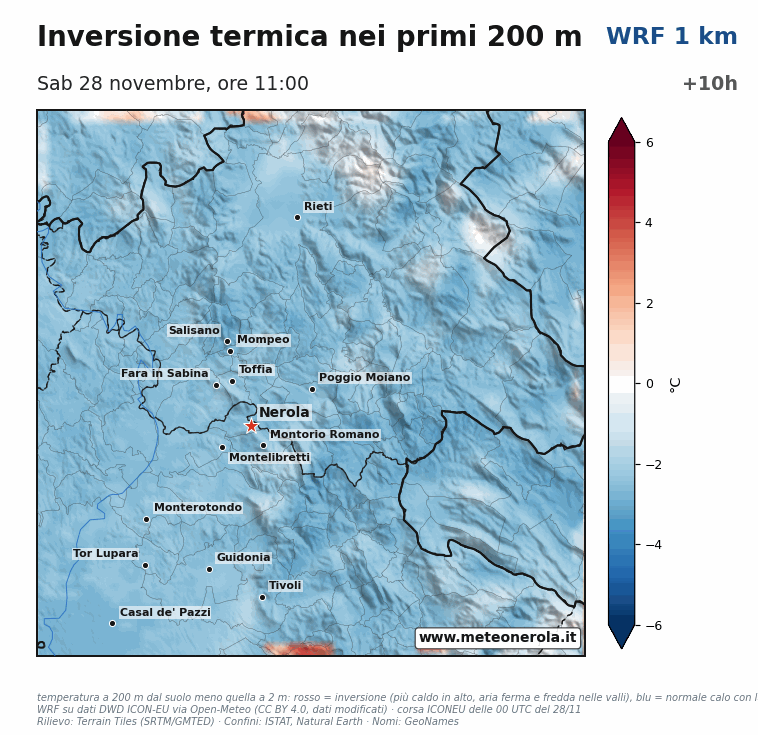 Inversione termica nei primi 200 m WRF 1 km
Sab 28 novembre, ore 11:00 +10h
Rieti
Salisano
Mompeo
Toffia
Fara in Sabina
Poggio Moiano
Nerola
Montorio Romano
Montelibretti
Monterotondo
Tor Lupara
Guidonia
Tivoli
Casal de' Pazzi
www.meteonerola.it
6
4
2
0
−2
−4
−6
°C
temperatura a 200 m dal suolo meno quella a 2 m: rosso = inversione (più caldo in alto, aria ferma e fredda nelle valli), blu = normale calo con l
WRF su dati DWD ICON-EU via Open-Meteo (CC BY 4.0, dati modificati) · corsa ICONEU delle 00 UTC del 28/11
Rilievo: Terrain Tiles (SRTM/GMTED) · Confini: ISTAT, Natural Earth · Nomi: GeoNames